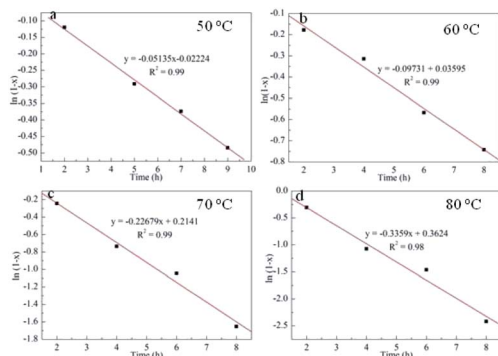 a
50 °C
y = -0.05135x-0.02224
R² = 0.99
ln (1-x)
-0.10
-0.15
-0.20
-0.25
-0.30
-0.35
-0.40
-0.45
-0.50
1 2 3 4 5 6 7 8 9 10
Time (h)
b
60 °C
y = -0.09731 + 0.03595
R² = 0.99
ln(1-x)
-0.1
-0.2
-0.3
-0.4
-0.5
-0.6
-0.7
-0.8
2 3 4 5 6 7 8
Time (h)
c
70 °C
y = -0.22679x + 0.2141
R² = 0.99
ln (1-x)
-0.2
-0.4
-0.6
-0.8
-1.0
-1.2
-1.4
-1.6
-1.8
2 3 4 5 6 7 8
Time (h)
d
80 °C
y = -0.3359x + 0.3624
R² = 0.98
ln (1-x)
0.0
-0.5
-1.0
-1.5
-2.0
-2.5
2 3 4 5 6 7 8
Time (h)